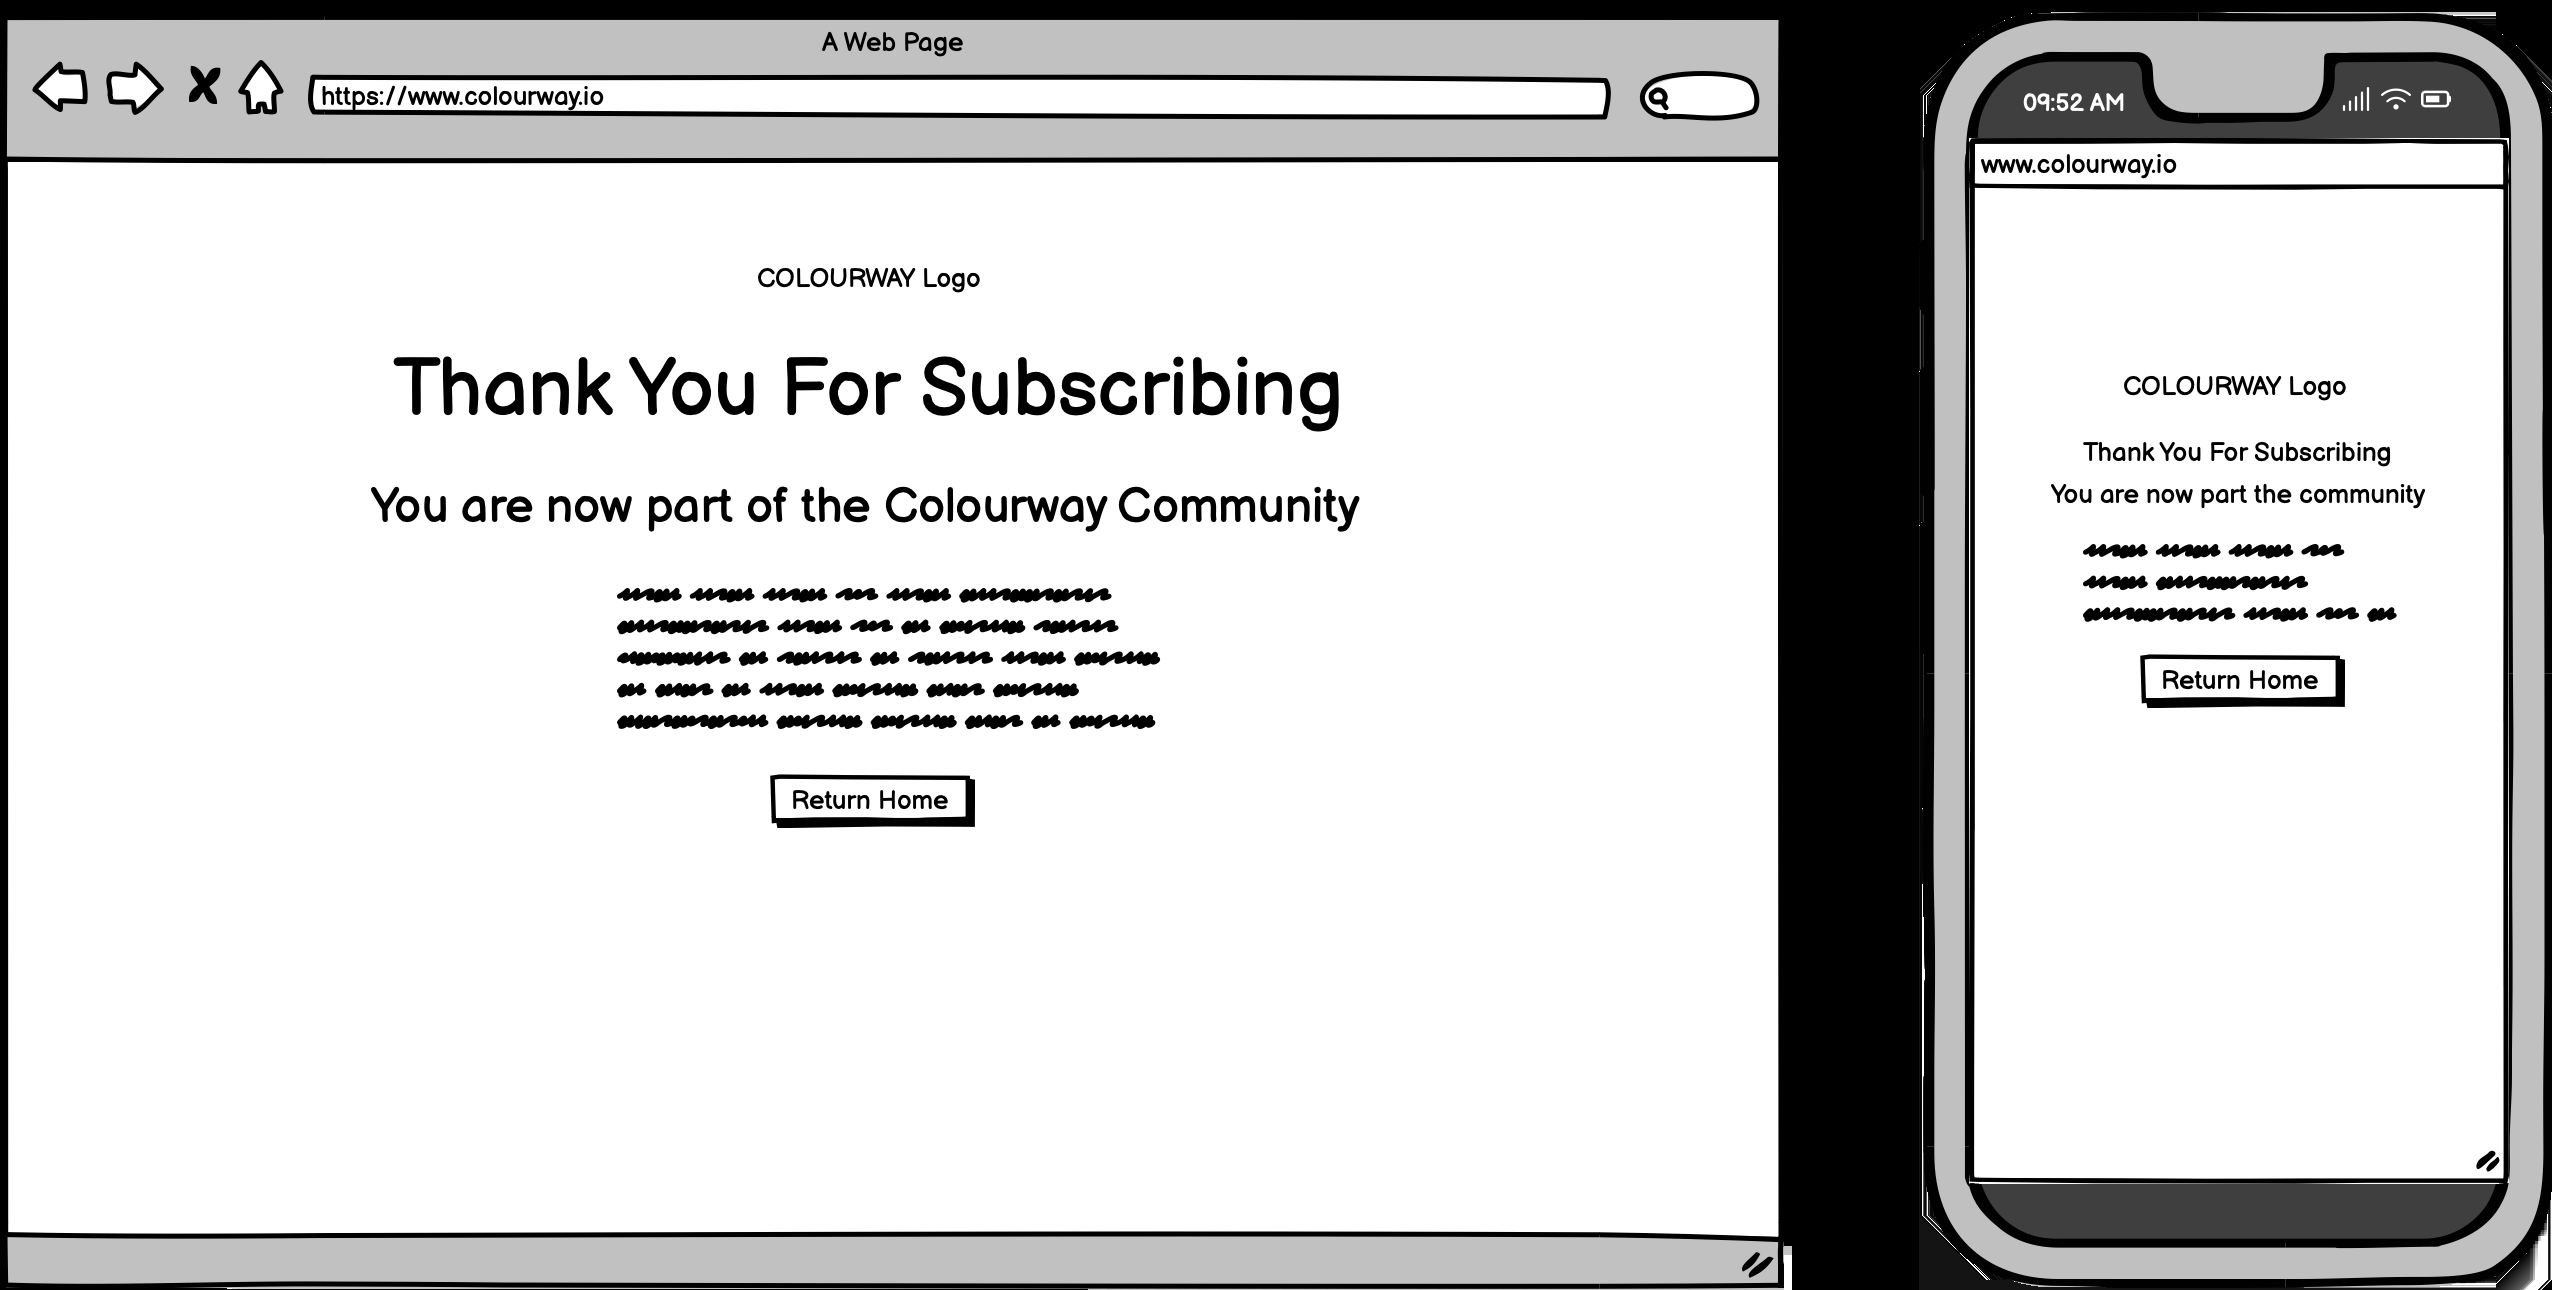 A Web Page
https://www.colourway.io
COLOURWAY Logo
Thank You For Subscribing
You are now part of the Colourway Community
Return Home
09:52 AM
www.colourway.io
COLOURWAY Logo
Thank You For Subscribing
You are now part the community
Return Home